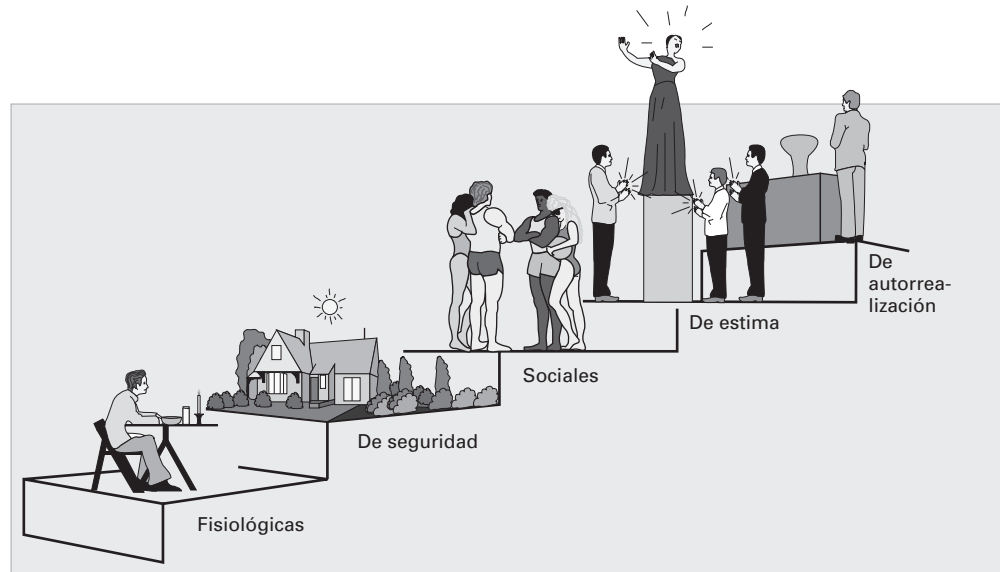 Fisiológicas
De seguridad
Sociales
De estima
De
autorrea-
lización